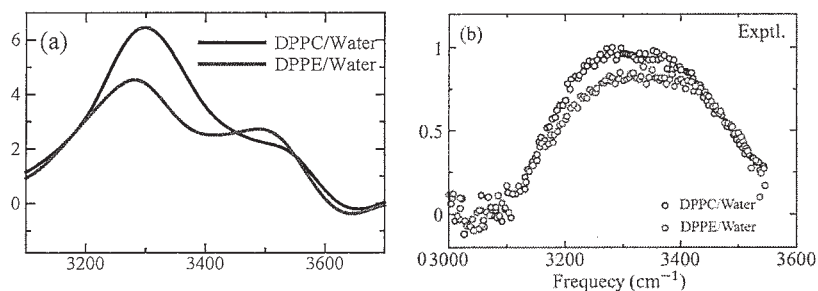 (a)
DPPC/Water
DPPE/Water
6
4
2
0
3200
3400
3600
(b)
Exptl.
1
0.5
0
DPPC/Water
DPPE/Water
03000
3200
3400
3600
Frequecy (cm⁻¹)